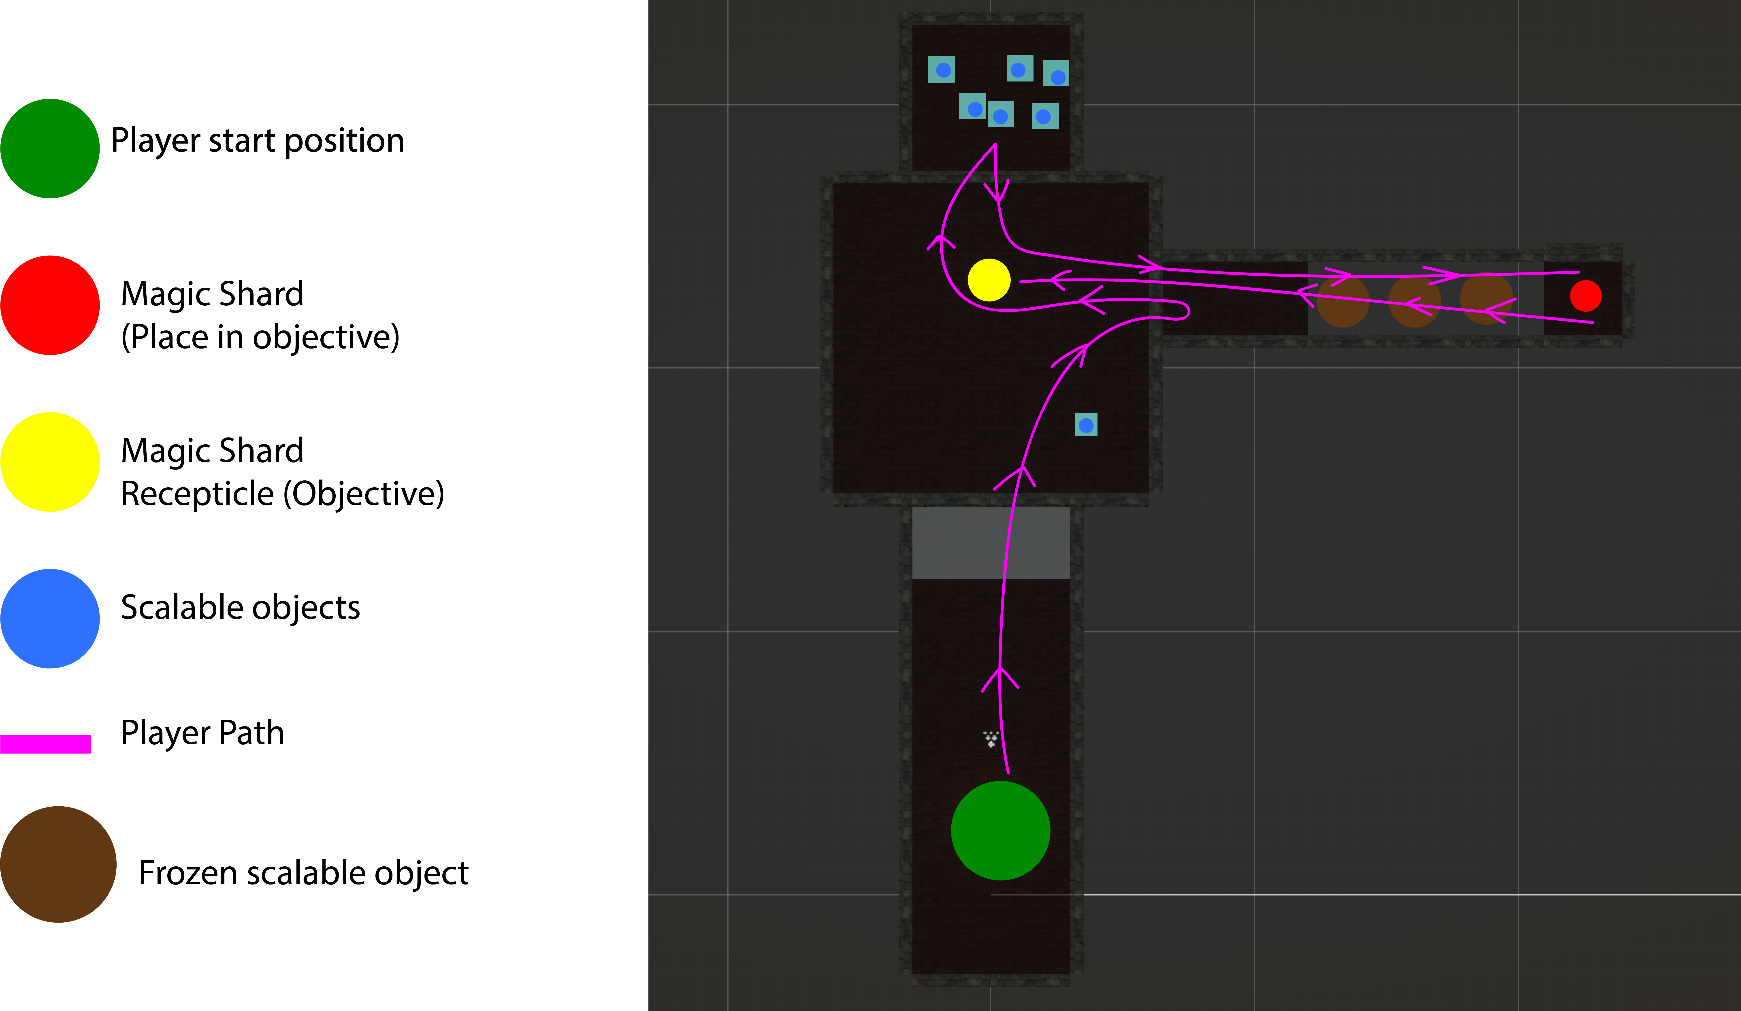 Player start position
Magic Shard
(Place in objective)
Magic Shard
Recepticle (Objective)
Scalable objects
Player Path
Frozen scalable object